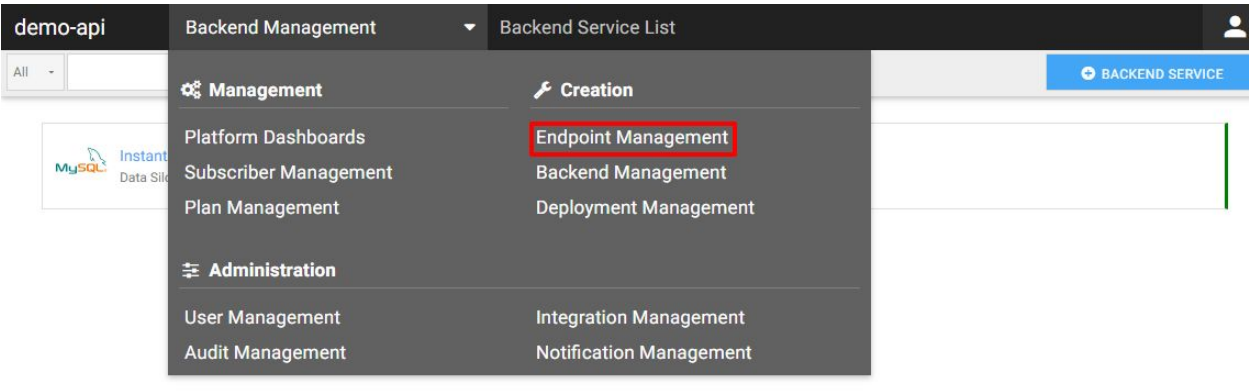 demo-api Backend Management Backend Service List
All BACKEND SERVICE
Management
Platform Dashboards
Subscriber Management
Plan Management
Creation
Endpoint Management
Backend Management
Deployment Management
MySQL Instant
Data Silo
Administration
User Management
Audit Management
Integration Management
Notification Management